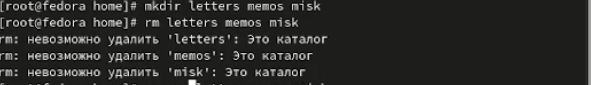 [root@fedora home]# mkdir letters memos misk
[root@fedora home]# rm letters memos misk
rm: невозможно удалить 'letters': Это каталог
rm: невозможно удалить 'memos': Это каталог
rm: невозможно удалить 'misk': Это каталог